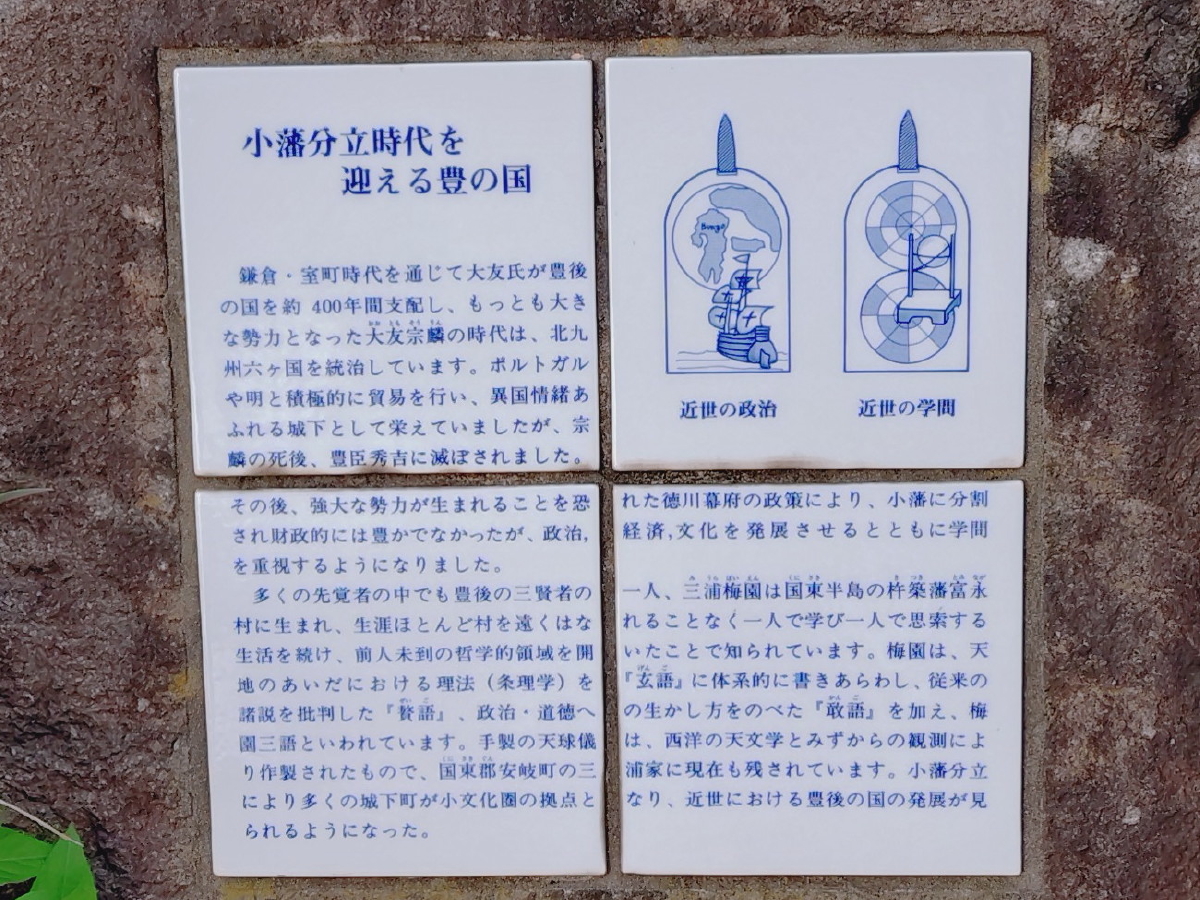 小藩分立時代を
迎える豊の国
鎌倉・室町時代を通じて大友氏が豊後
の国を約 400年間支配し、もっとも大き
な勢力となった大友宗麟の時代は、北九
州六ヶ国を統治しています。ポルトガル
や明と積極的に貿易を行い、異国情緒あ
ふれる城下として栄えていましたが、宗
麟の死後、豊臣秀吉に滅ぼされました。
Bungo
近世の政治
近世の学問
その後、強大な勢力が生まれることを恐れた徳川幕府の政策により、小藩に分割
され財政的には豊かでなかったが、政治,経済,文化を発展させるとともに学問
を重視するようになりました。
多くの先覚者の中でも豊後の三賢者の一人、三浦梅園は国東半島の杵築藩富永
村に生まれ、生涯ほとんど村を遠くはなれることなく一人で学び一人で思索する
生活を続け、前人未到の哲学的領域を開いたことで知られています。梅園は、天
地のあいだにおける理法（条理学）を『玄語』に体系的に書きあらわし、従来の
諸説を批判した『贅語』、政治・道徳への生かし方をのべた『敢語』を加え、梅
園三語といわれています。手製の天球儀は、西洋の天文学とみずからの観測によ
り作製されたもので、国東郡安岐町の三浦家に現在も残されています。小藩分立
により多くの城下町が小文化圏の拠点となり、近世における豊後の国の発展が見
られるようになった。